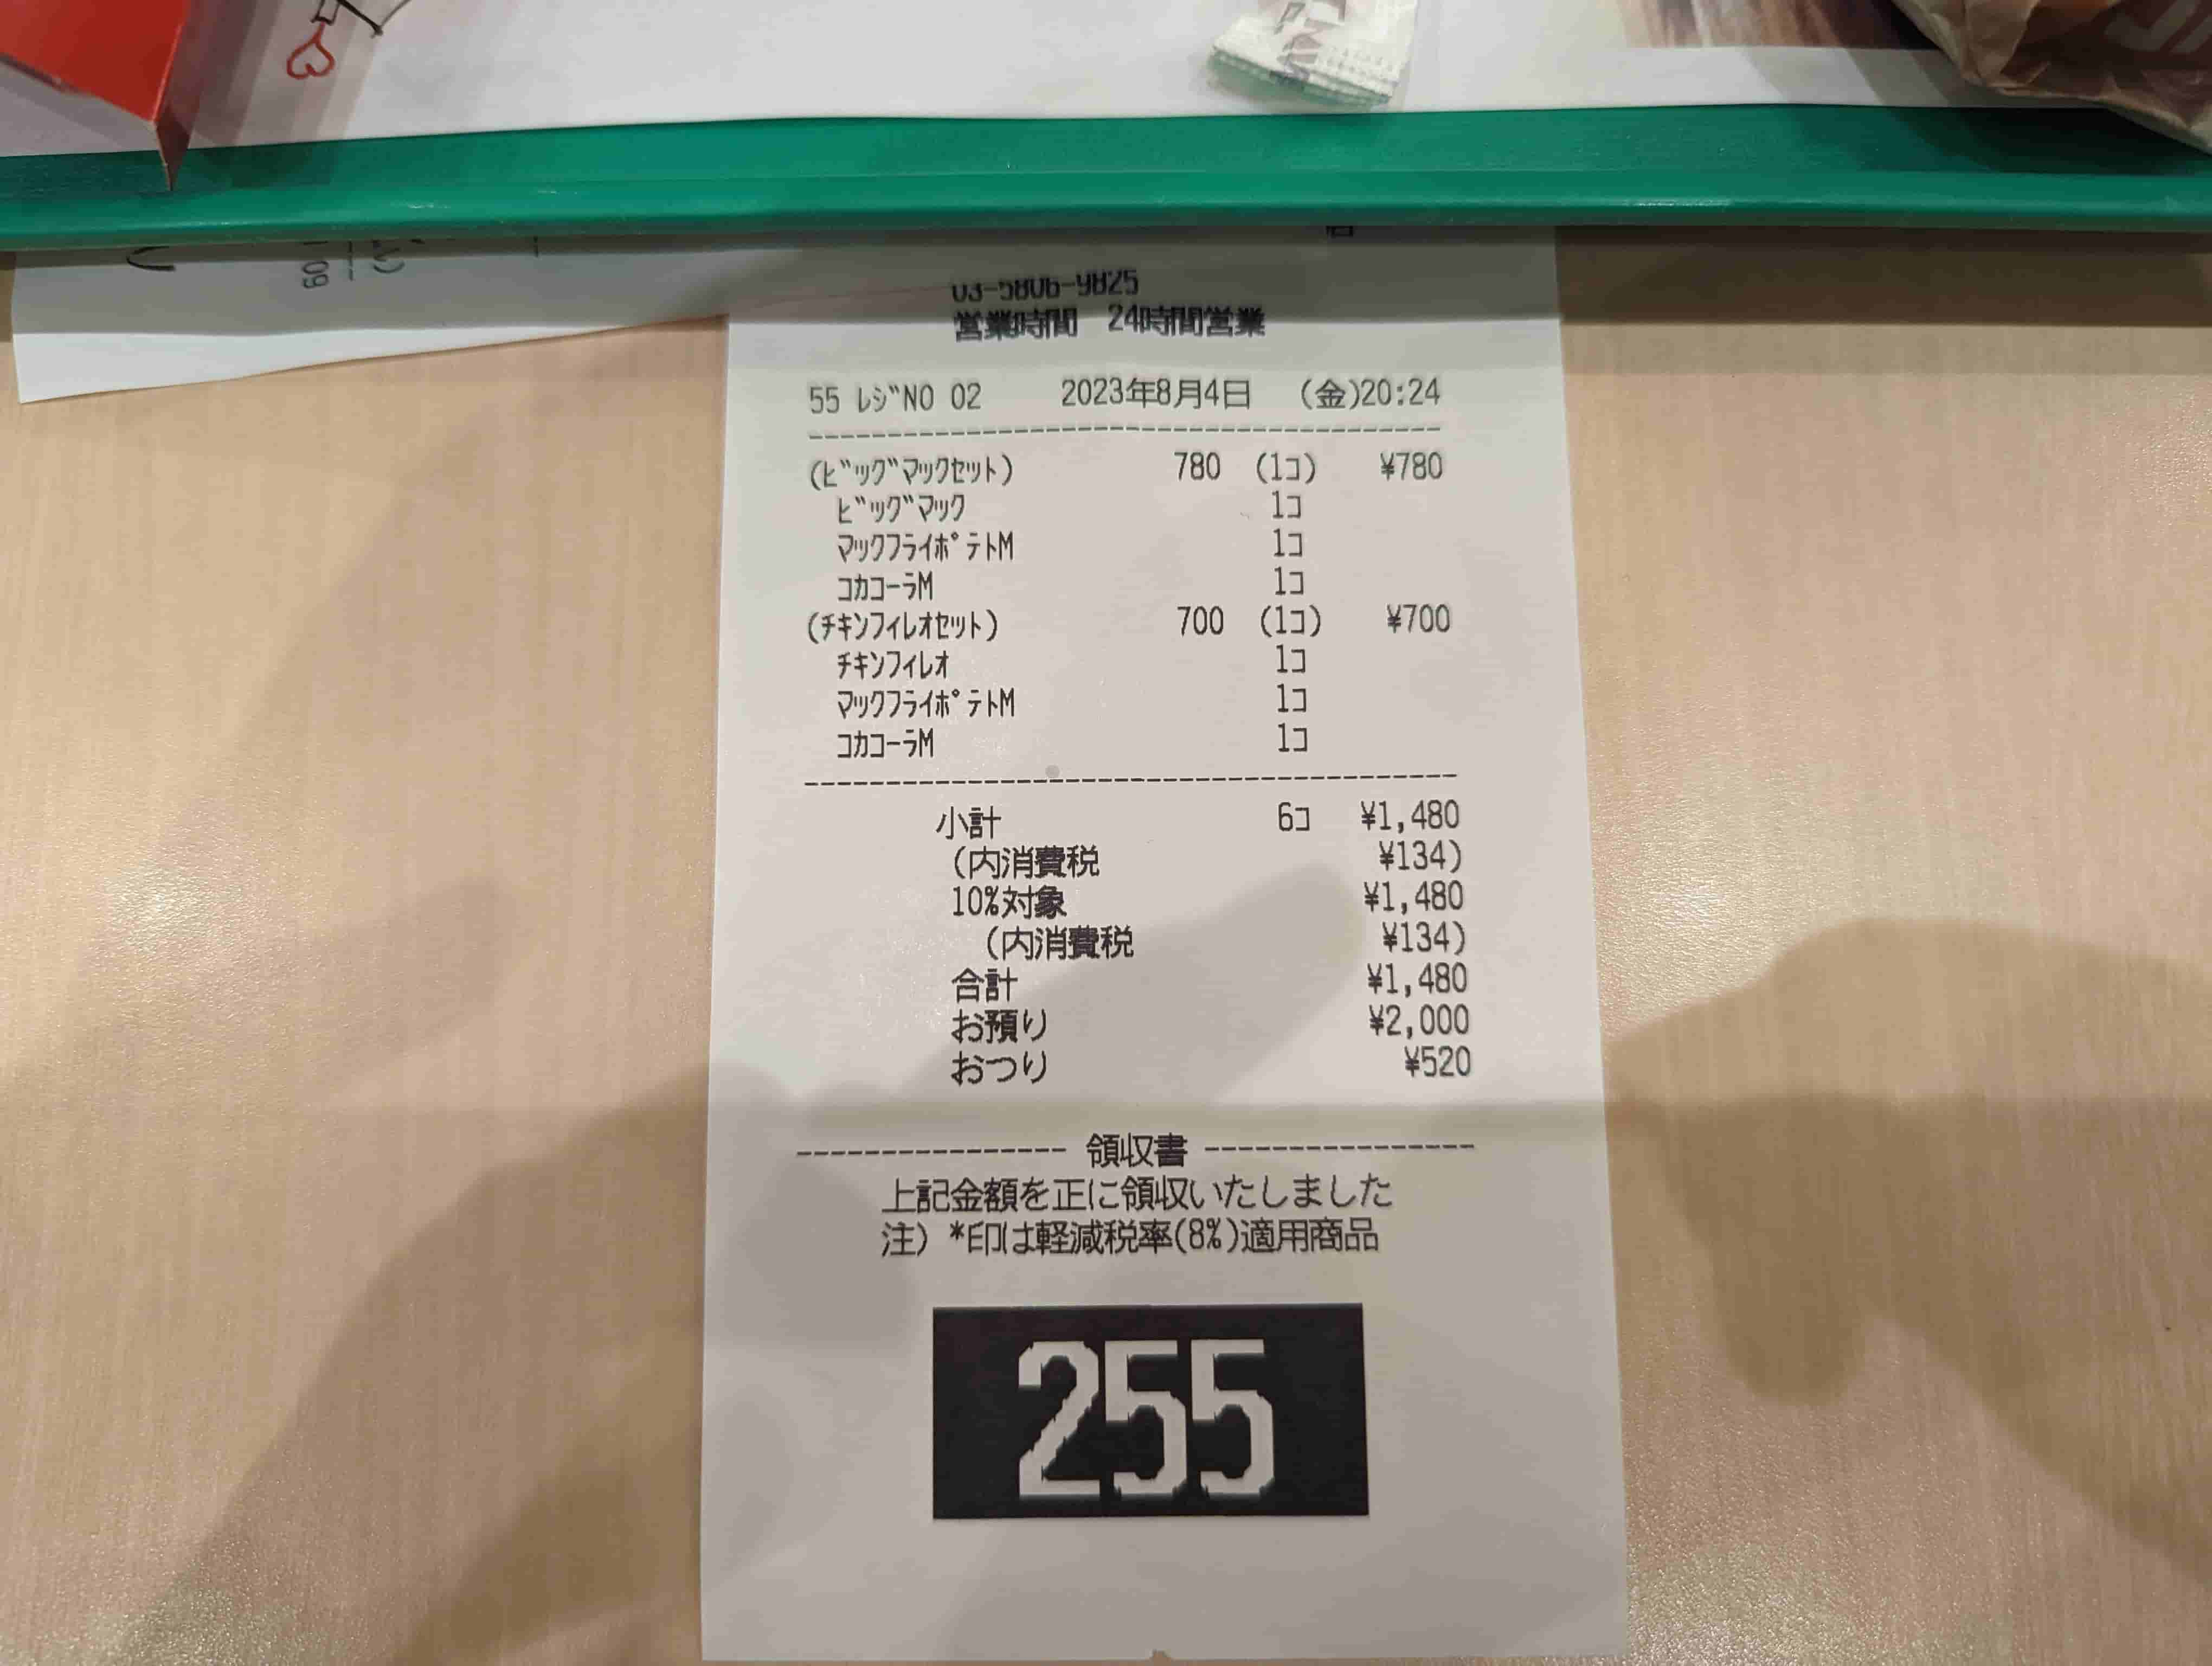 03-5806-9825
営業時間 24時間営業
55 ﾚｼﾞNO 02 2023年8月4日 (金)20:24
(ﾋﾞｯｸﾞﾏｯｸｾｯﾄ) 780 (1ｺ) ¥780
ﾋﾞｯｸﾞﾏｯｸ 1ｺ
ﾏｯｸﾌﾗｲﾎﾟﾃﾄM 1ｺ
ｺｶｺｰﾗM 1ｺ
(ﾁｷﾝﾌｨﾚｵｾｯﾄ) 700 (1ｺ) ¥700
ﾁｷﾝﾌｨﾚｵ 1ｺ
ﾏｯｸﾌﾗｲﾎﾟﾃﾄM 1ｺ
ｺｶｺｰﾗM 1ｺ
小計 6ｺ ¥1,480
(内消費税 ¥134)
10%対象 ¥1,480
(内消費税 ¥134)
合計 ¥1,480
お預り ¥2,000
おつり ¥520
領収書
上記金額を正に領収いたしました
注) *印は軽減税率(8%)適用商品
255